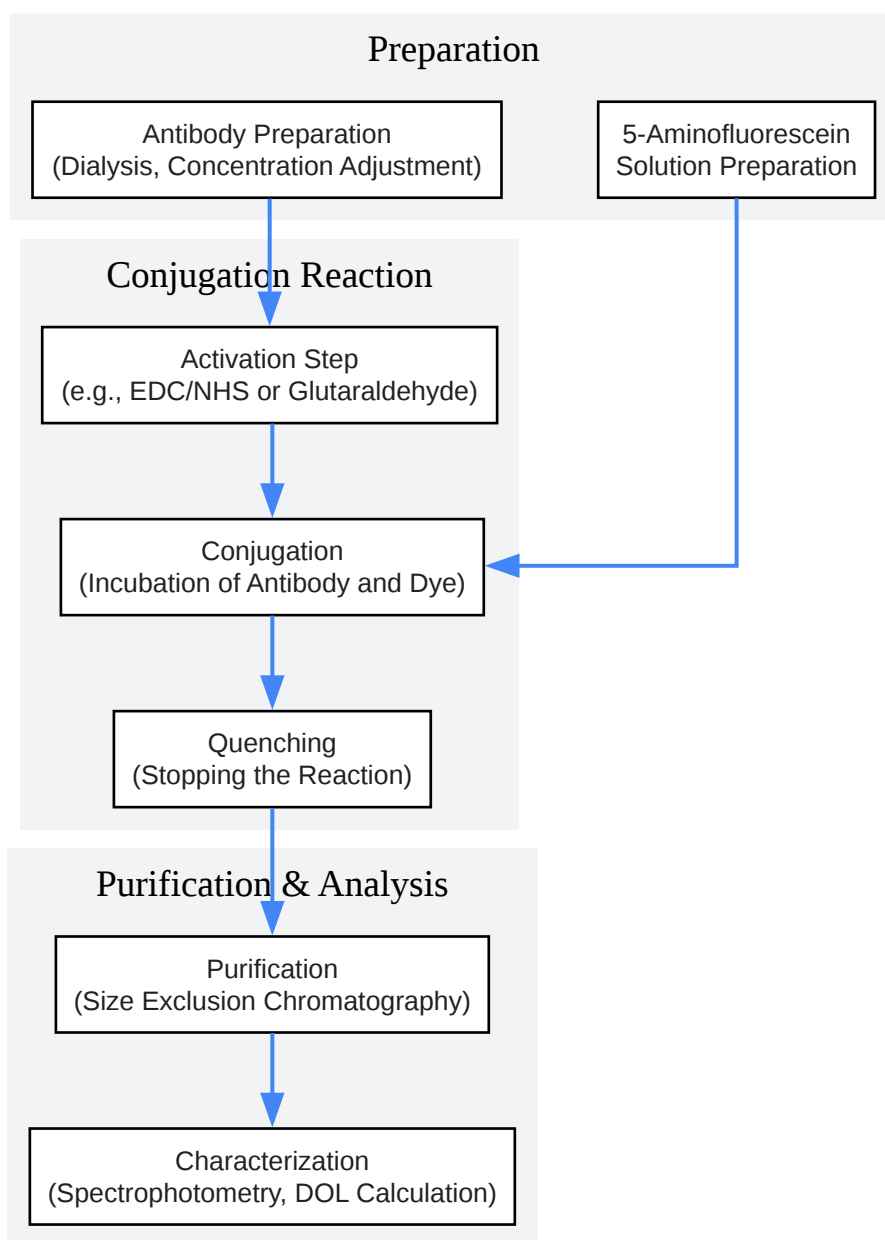 Preparation
Antibody Preparation
(Dialysis, Concentration Adjustment)
5-Aminofluorescein
Solution Preparation
Conjugation Reaction
Activation Step
(e.g., EDC/NHS or Glutaraldehyde)
Conjugation
(Incubation of Antibody and Dye)
Quenching
(Stopping the Reaction)
Purification & Analysis
Purification
(Size Exclusion Chromatography)
Characterization
(Spectrophotometry, DOL Calculation)